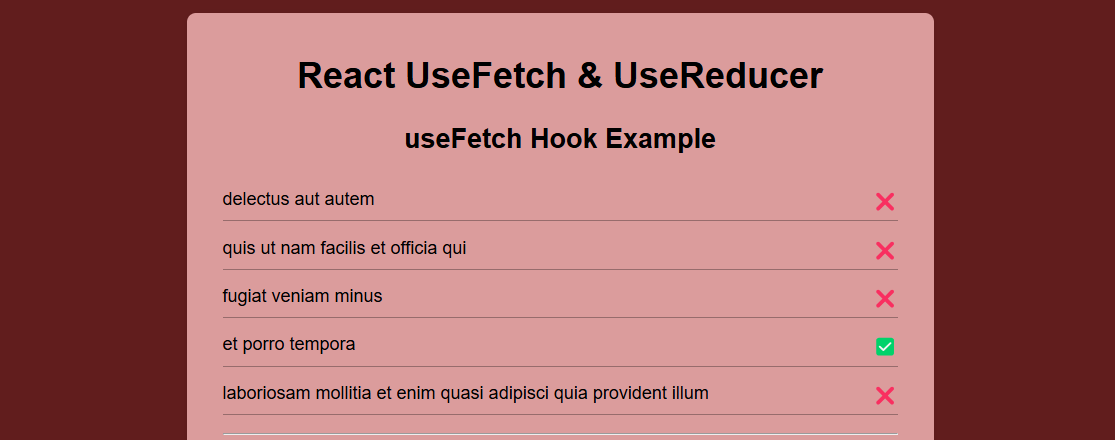 React UseFetch & UseReducer
useFetch Hook Example
delectus aut autem
quis ut nam facilis et officia qui
fugiat veniam minus
et porro tempora
laboriosam mollitia et enim quasi adipisci quia provident illum